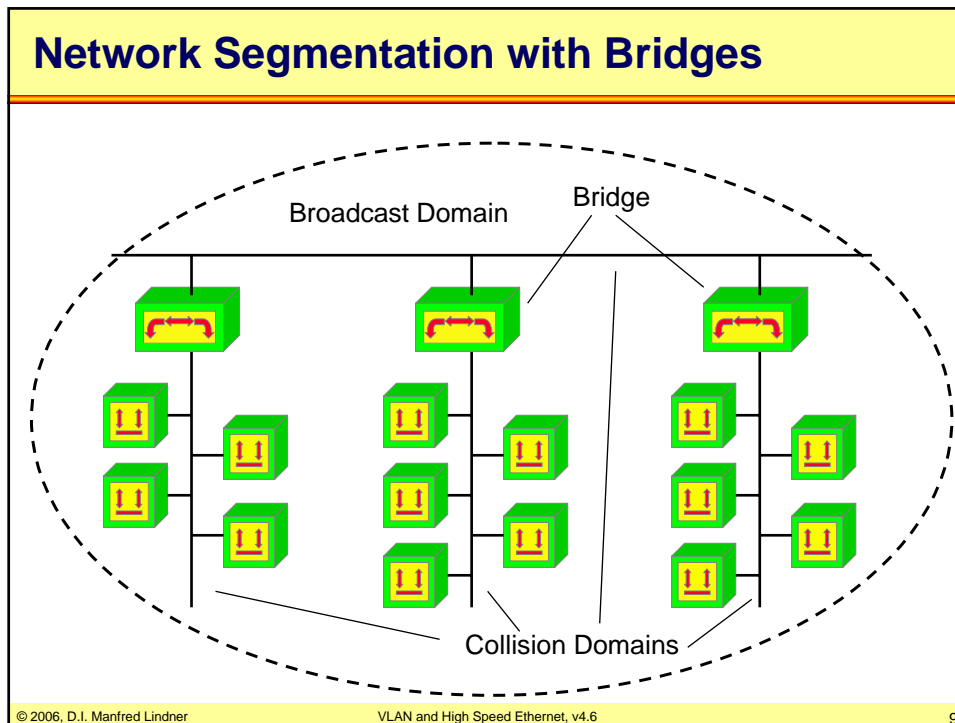 Network Segmentation with Bridges
Bridge
Broadcast Domain
Collision Domains
© 2006, D.I. Manfred Lindner
VLAN and High Speed Ethernet, v4.6
9